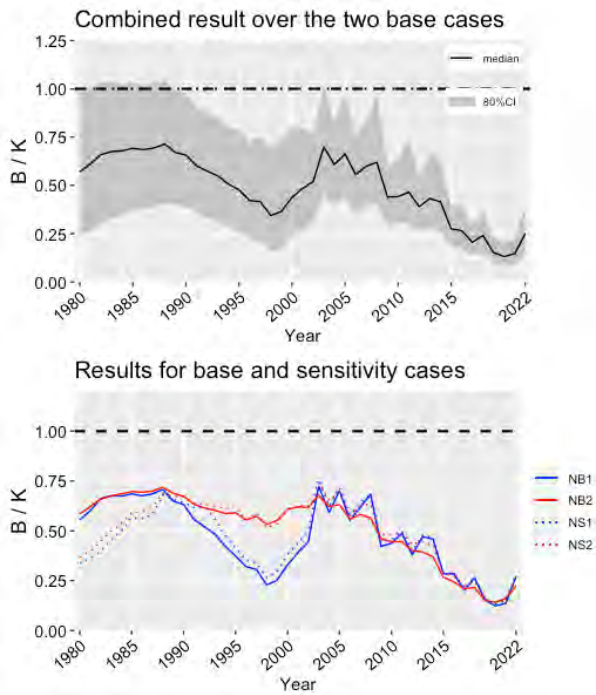 Combined result over the two base cases
1.25
median
1.00
80%CI
0.75
B / K
0.50
0.25
0.00
1980 1985 1990 1995 2000 2005 2010 2015 2022
Year
Results for base and sensitivity cases
1.00
NB1
0.75
NB2
B / K
NS1
0.50
NS2
0.25
0.00
1980 1985 1990 1995 2000 2005 2010 2015 2022
Year